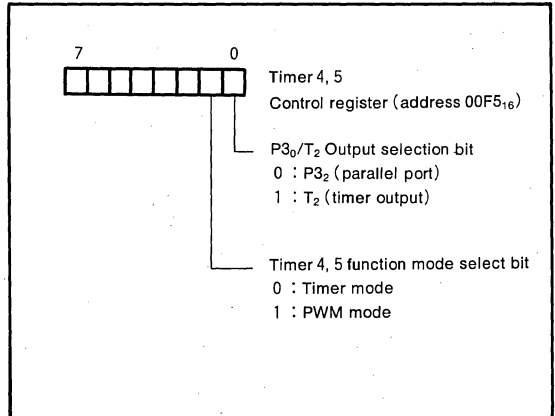 7 0
Timer 4, 5
Control register (address 00F5₁₆)
P3₀/T₂ Output selection bit
0 : P3₂ (parallel port)
1 : T₂ (timer output)
Timer 4, 5 function mode select bit
0 : Timer mode
1 : PWM mode